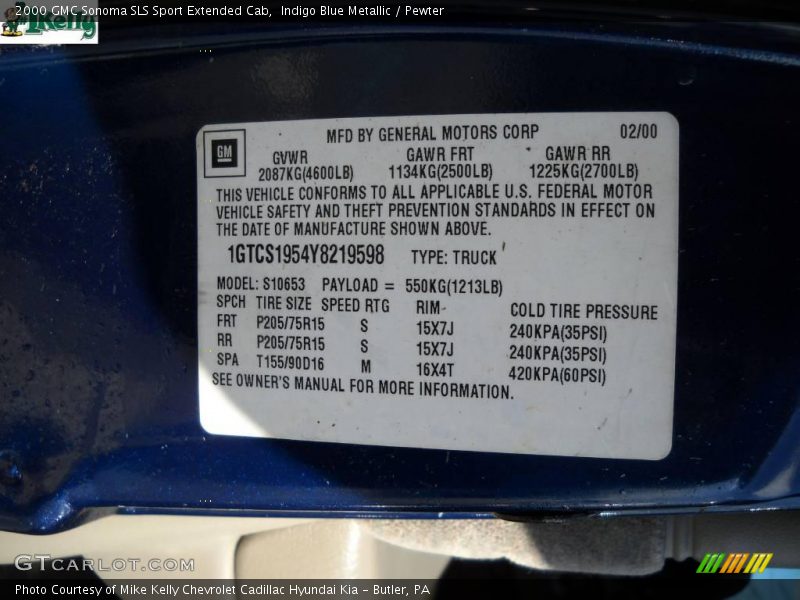 2000 GMC Sonoma SLS Sport Extended Cab, Indigo Blue Metallic / Pewter
Kelly
GM
MFD BY GENERAL MOTORS CORP 02/00
GVWR GAWR FRT GAWR RR
2087KG(4600LB) 1134KG(2500LB) 1225KG(2700LB)
THIS VEHICLE CONFORMS TO ALL APPLICABLE U.S. FEDERAL MOTOR
VEHICLE SAFETY AND THEFT PREVENTION STANDARDS IN EFFECT ON
THE DATE OF MANUFACTURE SHOWN ABOVE.
1GTCS1954Y8219598 TYPE: TRUCK
MODEL: S10653 PAYLOAD = 550KG(1213LB)
SPCH TIRE SIZE SPEED RTG RIM COLD TIRE PRESSURE
FRT P205/75R15 S 15X7J 240KPA(35PSI)
RR P205/75R15 S 15X7J 240KPA(35PSI)
SPA T155/90D16 M 16X4T 420KPA(60PSI)
SEE OWNER'S MANUAL FOR MORE INFORMATION.
GTCARLOT.COM
Photo Courtesy of Mike Kelly Chevrolet Cadillac Hyundai Kia - Butler, PA